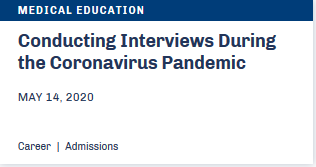 MEDICAL EDUCATION
Conducting Interviews During
the Coronavirus Pandemic
MAY 14, 2020
Career | Admissions